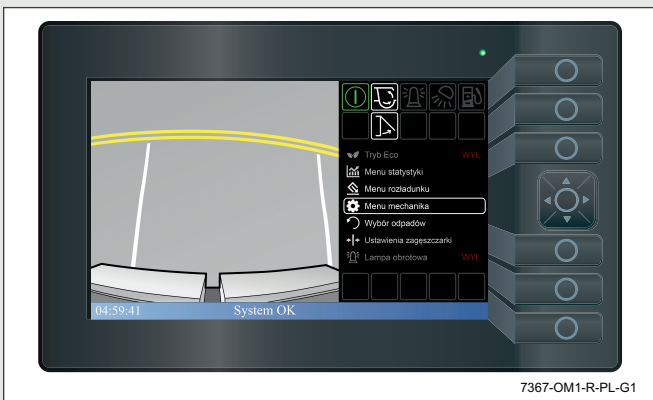 Tryb Eco WYŁ
Menu statystyki
Menu rozładunku
Menu mechanika
Wybór odpadów
Ustawienia zagęszczarki
Lampa obrotowa WYŁ
04:59:41 System OK
7367-OM1-R-PL-G1